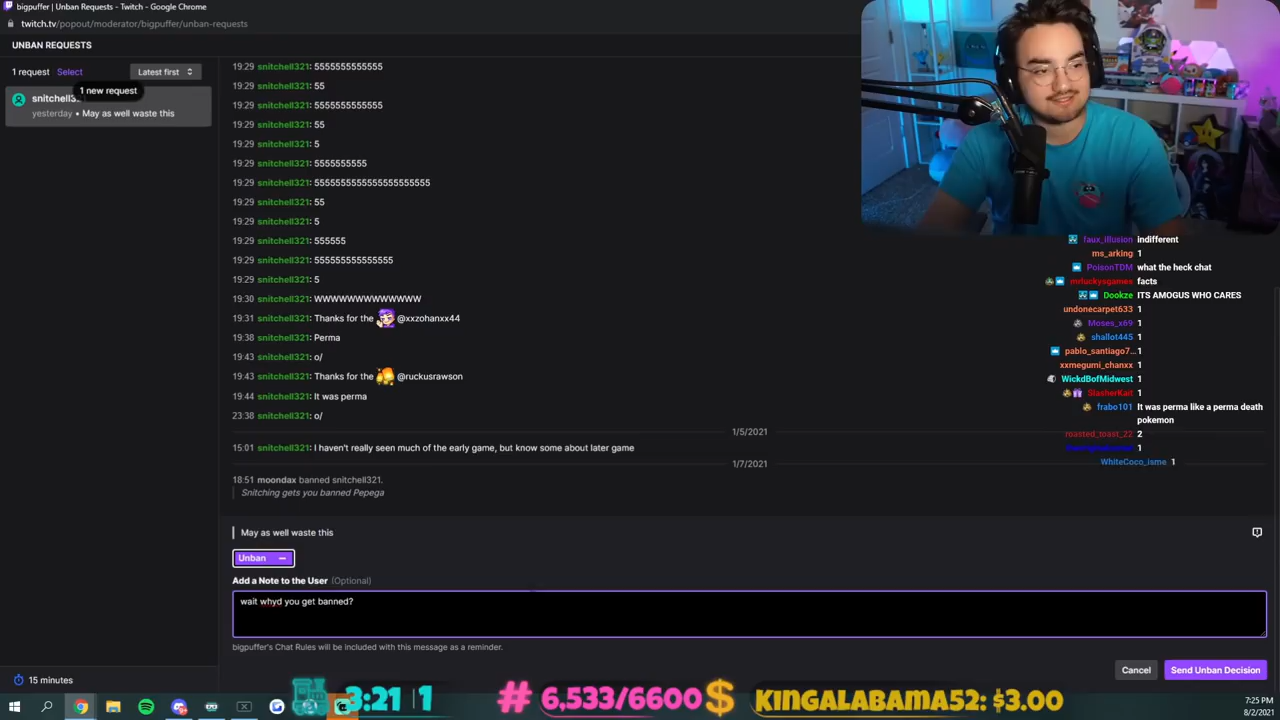 bigpuffer | Unban Requests - Twitch - Google Chrome
twitch.tv/popout/moderator/bigpuffer/unban-requests
UNBAN REQUESTS
1 request Select Latest first
1 new request
snitchell3
yesterday • May as well waste this
19:29 snitchell321: 5555555555555
19:29 snitchell321: 55
19:29 snitchell321: 5555555555555
19:29 snitchell321: 55
19:29 snitchell321: 5
19:29 snitchell321: 5555555555
19:29 snitchell321: 5555555555555555555555
19:29 snitchell321: 55
19:29 snitchell321: 5
19:29 snitchell321: 555555
19:29 snitchell321: 555555555555555
19:29 snitchell321: 5
19:30 snitchell321: WWWWWWWWWWWWW
19:31 snitchell321: Thanks for the @xxzohanxx44
19:38 snitchell321: Perma
19:43 snitchell321: o/
19:43 snitchell321: Thanks for the @ruckusrawson
19:44 snitchell321: It was perma
23:38 snitchell321: o/
1/5/2021
15:01 snitchell321: I haven't really seen much of the early game, but know some about later game
1/7/2021
18:51 moondax banned snitchell321.
Snitching gets you banned Pepega
May as well waste this
Unban
Add a Note to the User (Optional)
wait whyd you get banned?
bigpuffer's Chat Rules will be included with this message as a reminder.
Cancel Send Unban Decision
15 minutes
faux_illusion indifferent
ms_arking 1
PoisonTDM what the heck chat
mrluckysgames facts
Dookze ITS AMOGUS WHO CARES
undonecarpet633 1
Moses_x69 1
shallot445 1
pablo_santiago7... 1
xxmegumi_chanxx 1
WickdBofMidwest 1
SlasherKait 1
frabo101 It was perma like a perma death
pokemon
roasted_toast_22 2
1
WhiteCoco_isme 1
3:21 | 1 # 6,533/6600 $ KINGALABAMA52: $3.00
7:25 PM
8/2/2021